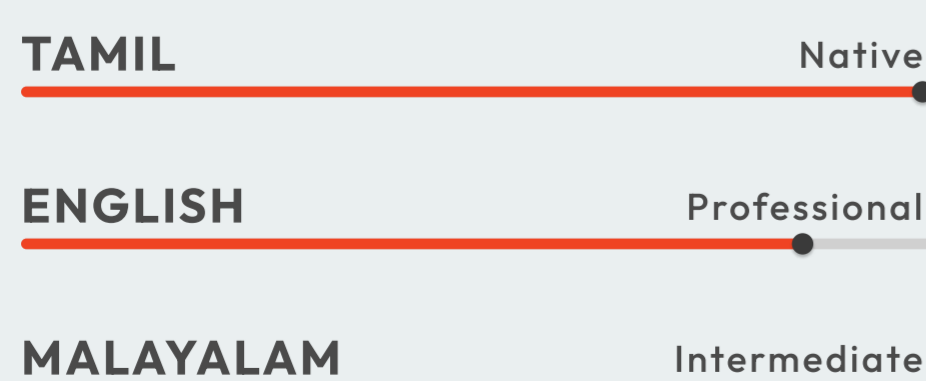 TAMIL Native
ENGLISH Professional
MALAYALAM Intermediate